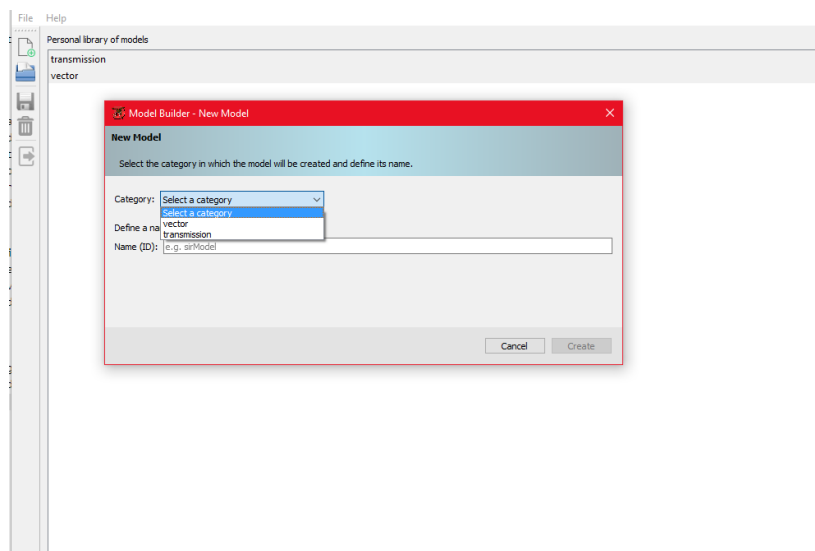 File Help
Personal library of models
transmission
vector
Model Builder - New Model
New Model
Select the category in which the model will be created and define its name.
Category: Select a category
Select a category
vector
transmission
Define a na
Name (ID): e.g. sirModel
Cancel Create